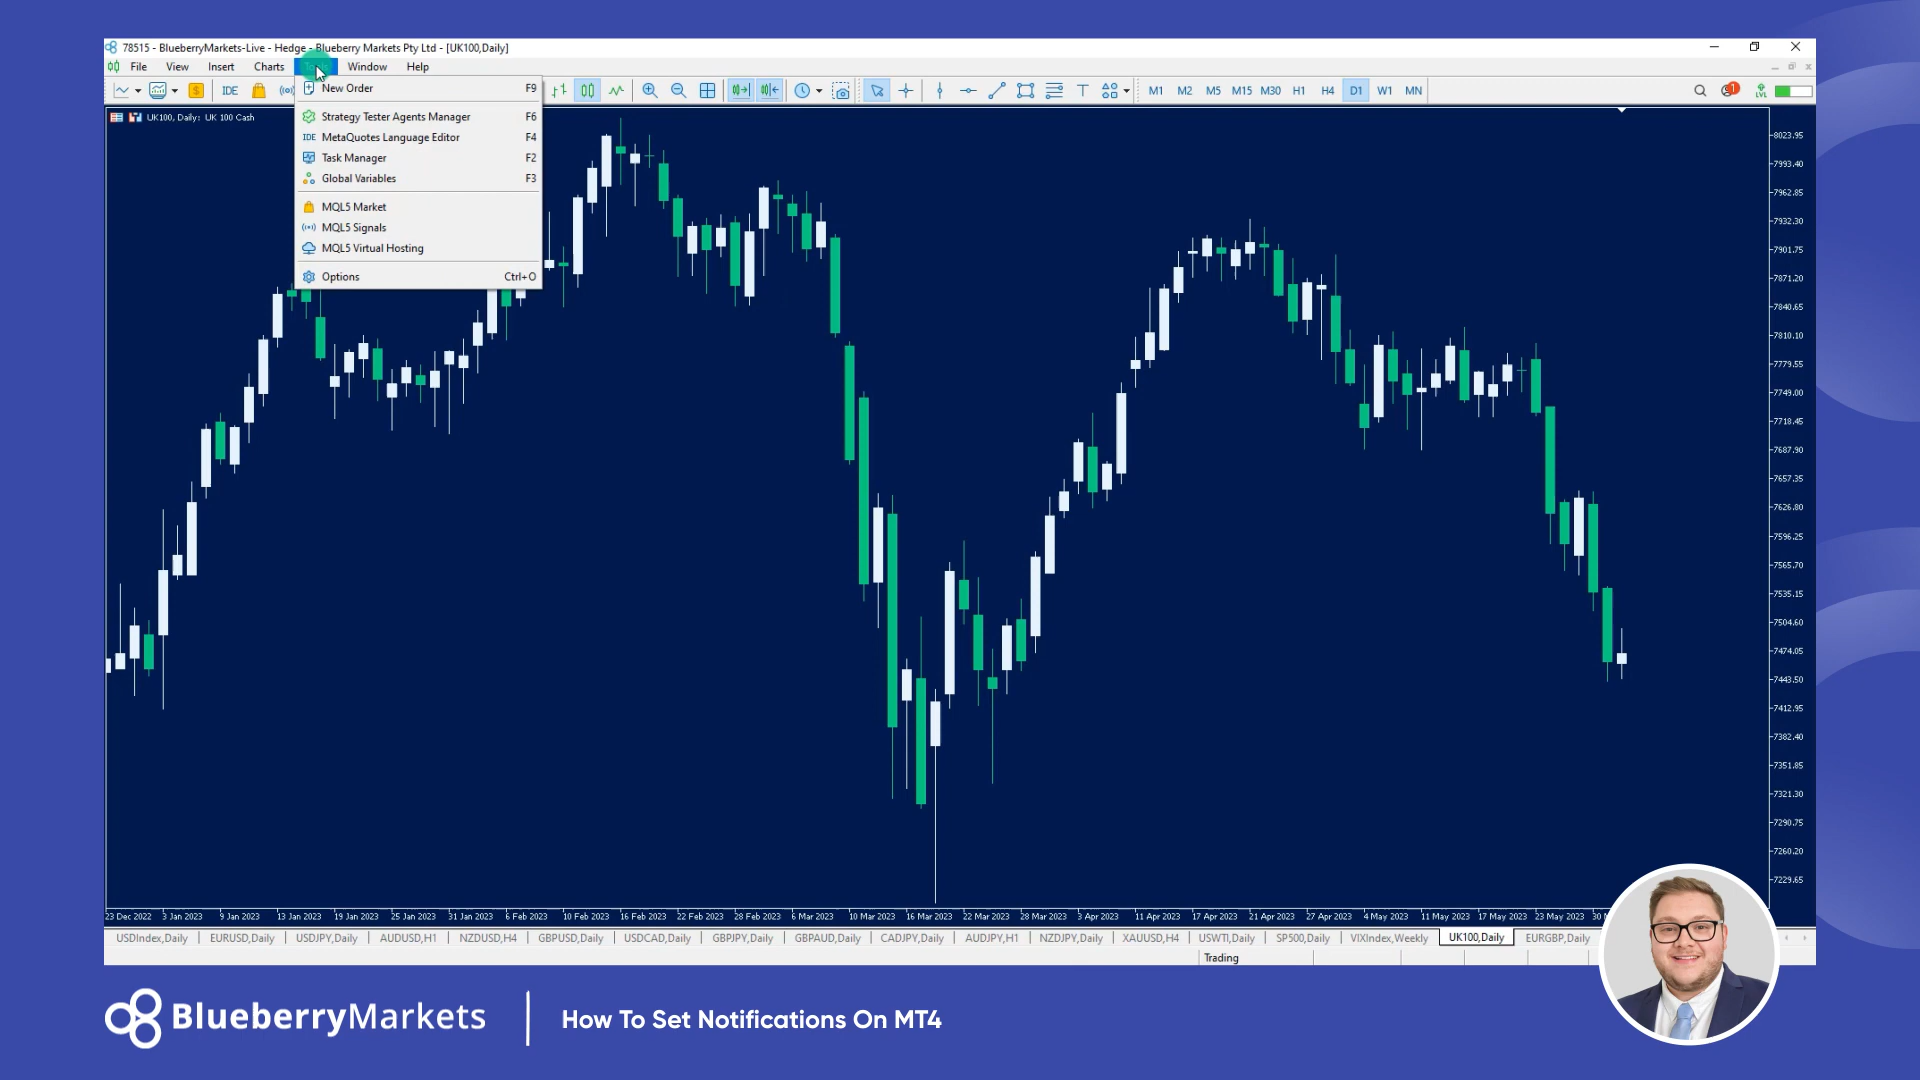 78515 - BlueberryMarkets-Live - Hedge - Blueberry Markets Pty Ltd - [UK100,Daily]
File View Insert Charts Window Help
IDE M1 M2 M5 M15 M30 H1 H4 D1 W1 MN 1 LVL
New Order F9
UK100, Daily: UK 100 Cash
Strategy Tester Agents Manager F6
IDE MetaQuotes Language Editor F4
Task Manager F2
Global Variables F3
MQL5 Market
MQL5 Signals
MQL5 Virtual Hosting
Options Ctrl+O
8023.95
7993.40
7962.85
7932.30
7901.75
7871.20
7840.65
7810.10
7779.55
7749.00
7718.45
7687.90
7657.35
7626.80
7596.25
7565.70
7535.15
7504.60
7474.05
7443.50
7412.95
7382.40
7351.85
7321.30
7290.75
7260.20
7229.65
23 Dec 2022 3 Jan 2023 9 Jan 2023 13 Jan 2023 19 Jan 2023 25 Jan 2023 31 Jan 2023 6 Feb 2023 10 Feb 2023 16 Feb 2023 22 Feb 2023 28 Feb 2023 6 Mar 2023 10 Mar 2023 16 Mar 2023 22 Mar 2023 28 Mar 2023 3 Apr 2023 11 Apr 2023 17 Apr 2023 21 Apr 2023 27 Apr 2023 4 May 2023 11 May 2023 17 May 2023 23 May 2023 30
USDIndex,Daily EURUSD,Daily USDJPY,Daily AUDUSD,H1 NZDUSD,H4 GBPUSD,Daily USDCAD,Daily GBPJPY,Daily GBPAUD,Daily CADJPY,Daily AUDJPY,H1 NZDJPY,Daily XAUUSD,H4 USWTI,Daily SP500,Daily VIXIndex,Weekly UK100,Daily EURGBP,Daily
Trading
BlueberryMarkets
How To Set Notifications On MT4